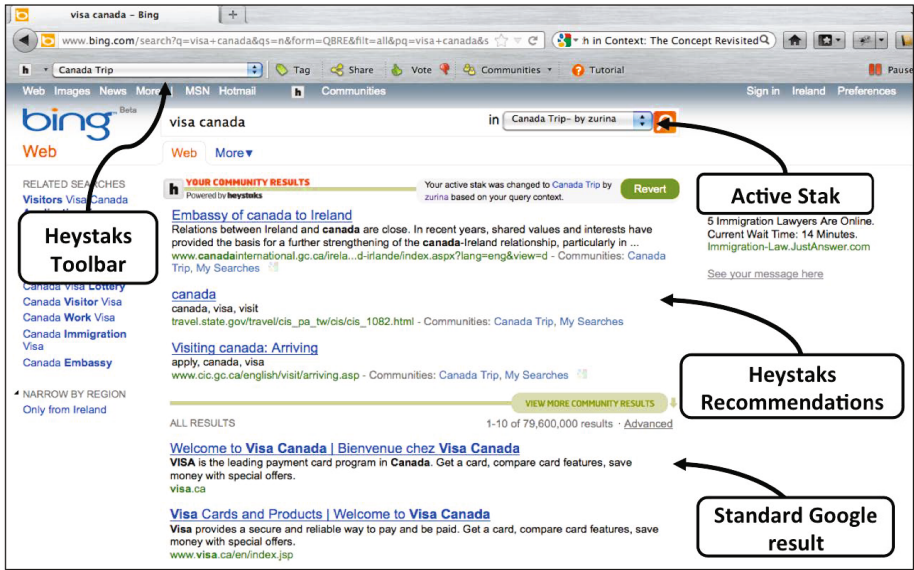 visa canada – Bing
www.bing.com/search?q=visa+canada&qs=n&form=QBRE&filt=all&pq=visa+canada&s
h in Context: The Concept Revisited
h
Canada Trip
Tag
Share
Vote
Communities
Tutorial
Pause
Web Images News More MSN Hotmail h Communities
Sign in Ireland Preferences
bing Beta
visa canada
in Canada Trip– by zurina
Web
Web More
RELATED SEARCHES
Visitors Visa Canada
Canada Visa Lottery
Canada Visitor Visa
Canada Work Visa
Canada Immigration
Visa
Canada Embassy
NARROW BY REGION
Only from Ireland
h YOUR COMMUNITY RESULTS
Powered by heystaks
Your active stak was changed to Canada Trip by
zurina based on your query context.
Revert
Embassy of canada to Ireland
Relations between Ireland and canada are close. In recent years, shared values and interests have
provided the basis for a further strengthening of the canada-Ireland relationship, particularly in ...
www.canadainternational.gc.ca/irela...d-irlande/index.aspx?lang=eng&view=d - Communities: Canada
Trip, My Searches
canada
canada, visa, visit
travel.state.gov/travel/cis_pa_tw/cis/cis_1082.html - Communities: Canada Trip, My Searches
Visiting canada: Arriving
apply, canada, visa
www.cic.gc.ca/english/visit/arriving.asp - Communities: Canada Trip, My Searches
VIEW MORE COMMUNITY RESULTS
ALL RESULTS
1-10 of 79,600,000 results · Advanced
Welcome to Visa Canada | Bienvenue chez Visa Canada
VISA is the leading payment card program in Canada. Get a card, compare card features, save
money with special offers.
visa.ca
Visa Cards and Products | Welcome to Visa Canada
Visa provides a secure and reliable way to pay and be paid. Get a card, compare card features, save
money with special offers.
www.visa.ca/en/index.jsp
5 Immigration Lawyers Are Online.
Current Wait Time: 14 Minutes.
Immigration-Law.JustAnswer.com
See your message here
Heystaks
Toolbar
Active Stak
Heystaks
Recommendations
Standard Google
result